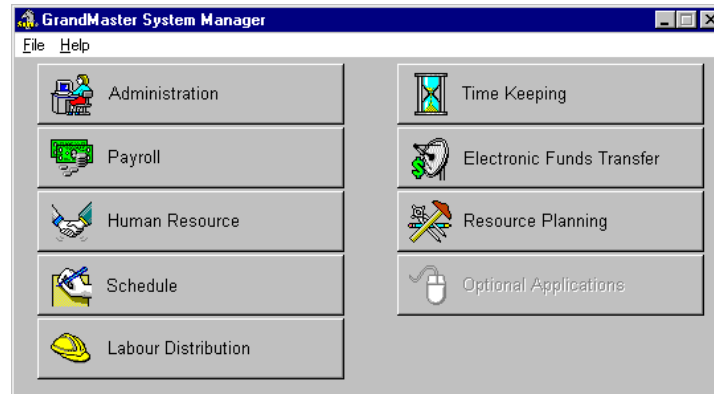 GrandMaster System Manager
File Help
Administration
Payroll
Human Resource
Schedule
Labour Distribution
Time Keeping
Electronic Funds Transfer
Resource Planning
Optional Applications